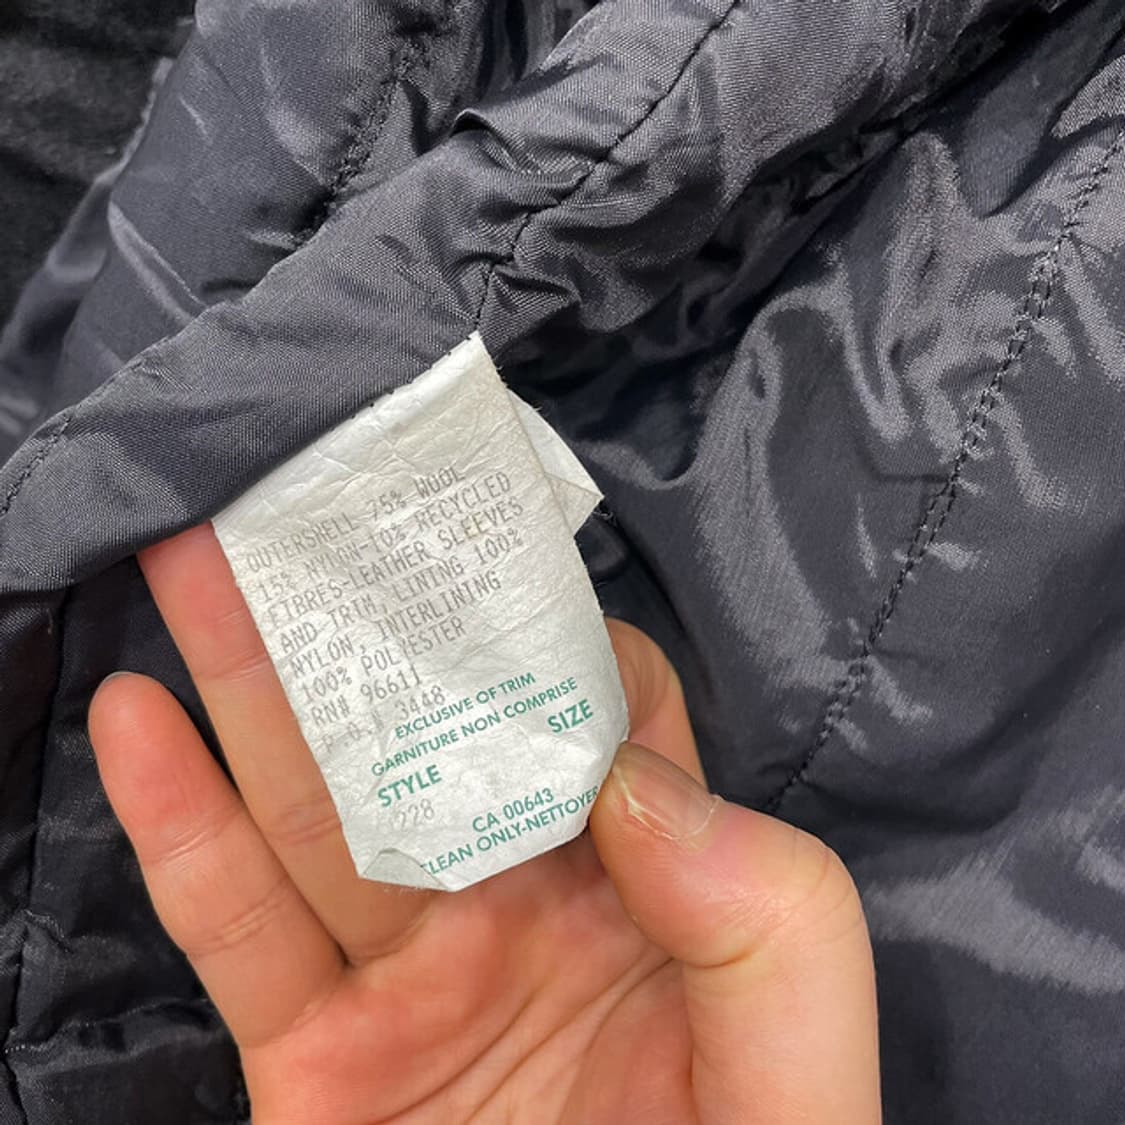 OUTERSHELL 75% WOOL
15% NYLON-10% RECYCLED
FIBRES-LEATHER SLEEVES
AND TRIM, LINING 100%
NYLON, INTERLINING
100% POLYESTER
RN# 96611
P.O.# 3448
EXCLUSIVE OF TRIM
GARNITURE NON COMPRISE
SIZE
STYLE
528
CA 00643
CLEAN ONLY-NETTOYER